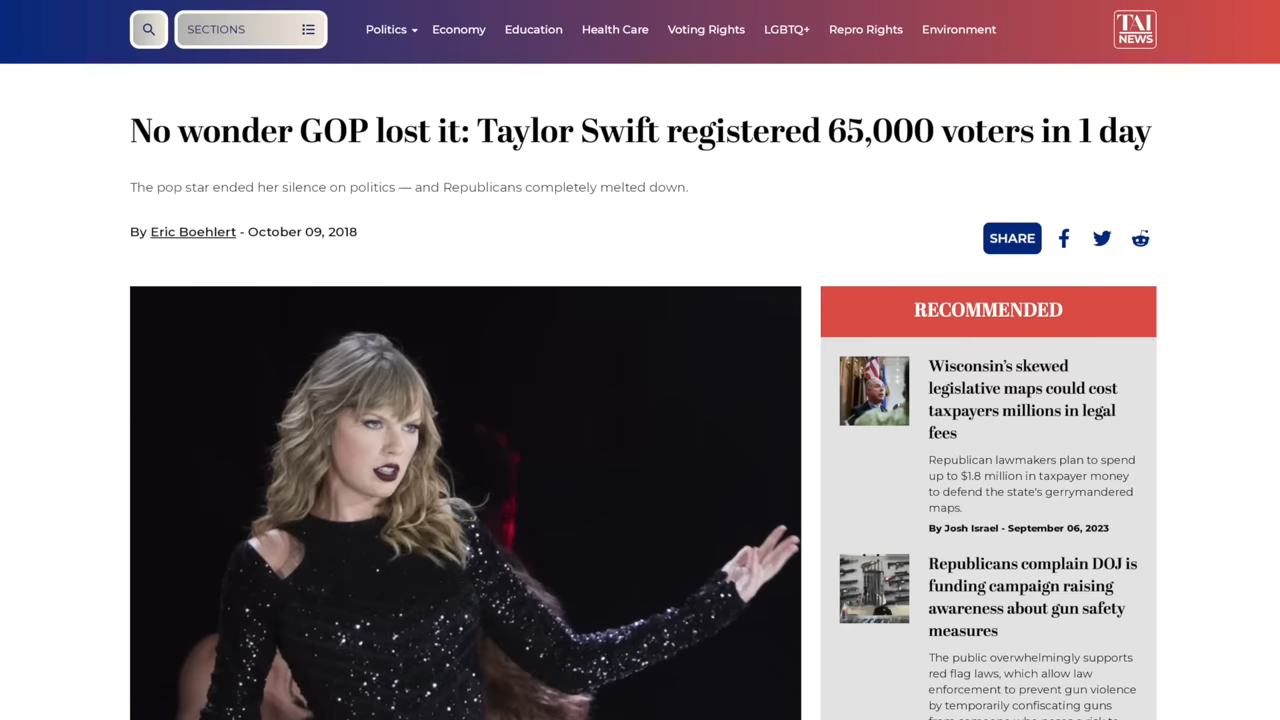 SECTIONS
Politics Economy Education Health Care Voting Rights LGBTQ+ Repro Rights Environment
TAI
NEWS
No wonder GOP lost it: Taylor Swift registered 65,000 voters in 1 day
The pop star ended her silence on politics — and Republicans completely melted down.
By Eric Boehlert - October 09, 2018
SHARE
RECOMMENDED
Wisconsin's skewed
legislative maps could cost
taxpayers millions in legal
fees
Republican lawmakers plan to spend
up to $1.8 million in taxpayer money
to defend the state's gerrymandered
maps.
By Josh Israel - September 06, 2023
Republicans complain DOJ is
funding campaign raising
awareness about gun safety
measures
The public overwhelmingly supports
red flag laws, which allow law
enforcement to prevent gun violence
by temporarily confiscating guns